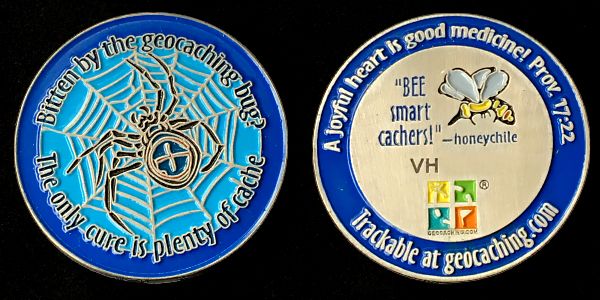 Bitten by the geocaching bug?
The only cure is plenty of cache
A joyful heart is good medicine! Prov. 17:22
"BEE
smart
cachers!" —honeychile
VH
®
GEOCACHING.COM
Trackable at geocaching.com